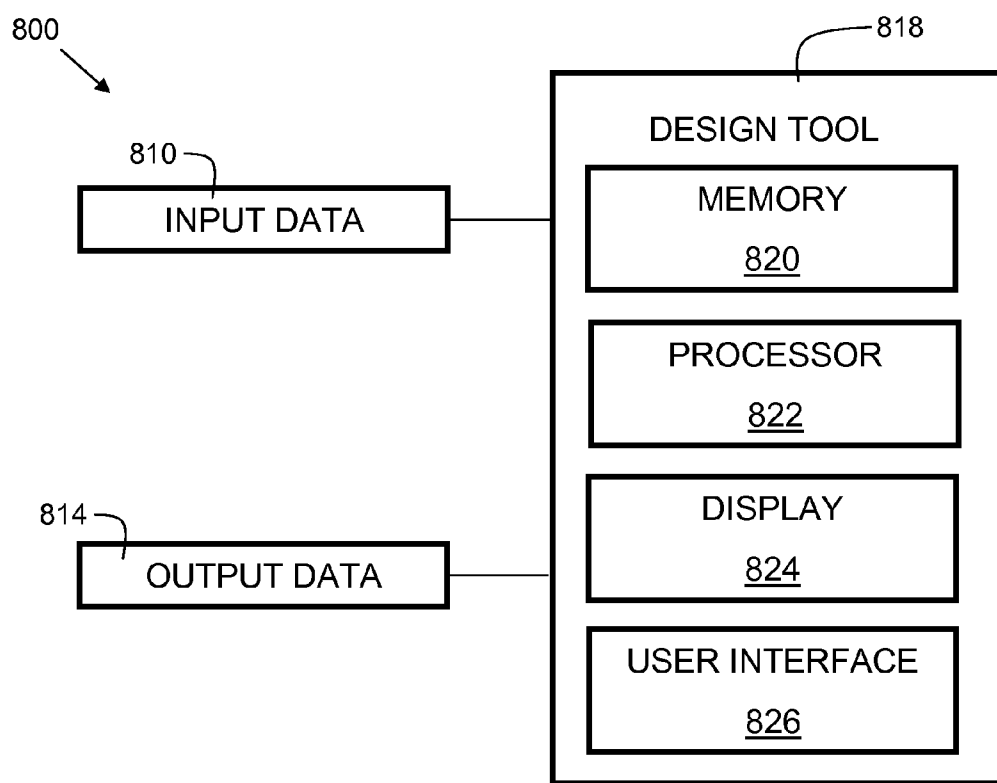 800
818
DESIGN TOOL
810
INPUT DATA
MEMORY
820
PROCESSOR
822
814
OUTPUT DATA
DISPLAY
824
USER INTERFACE
826